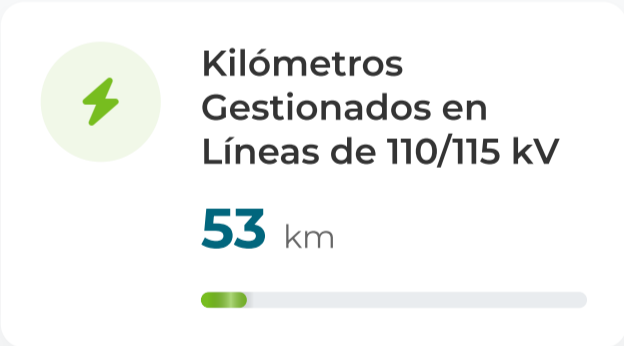 Kilómetros
Gestionados en
Líneas de 110/115 kV
53 km